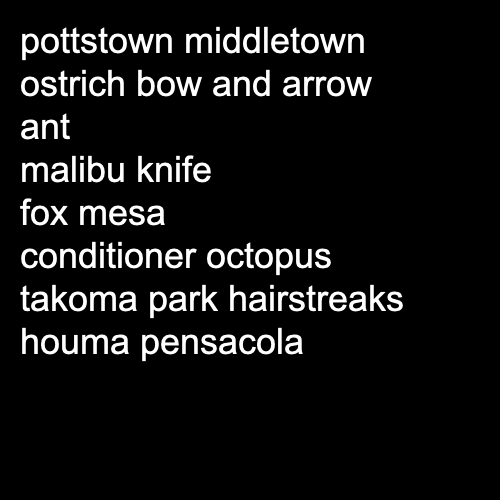 pottstown middletown
ostrich bow and arrow
ant
malibu knife
fox mesa
conditioner octopus
takoma park hairstreaks
houma pensacola